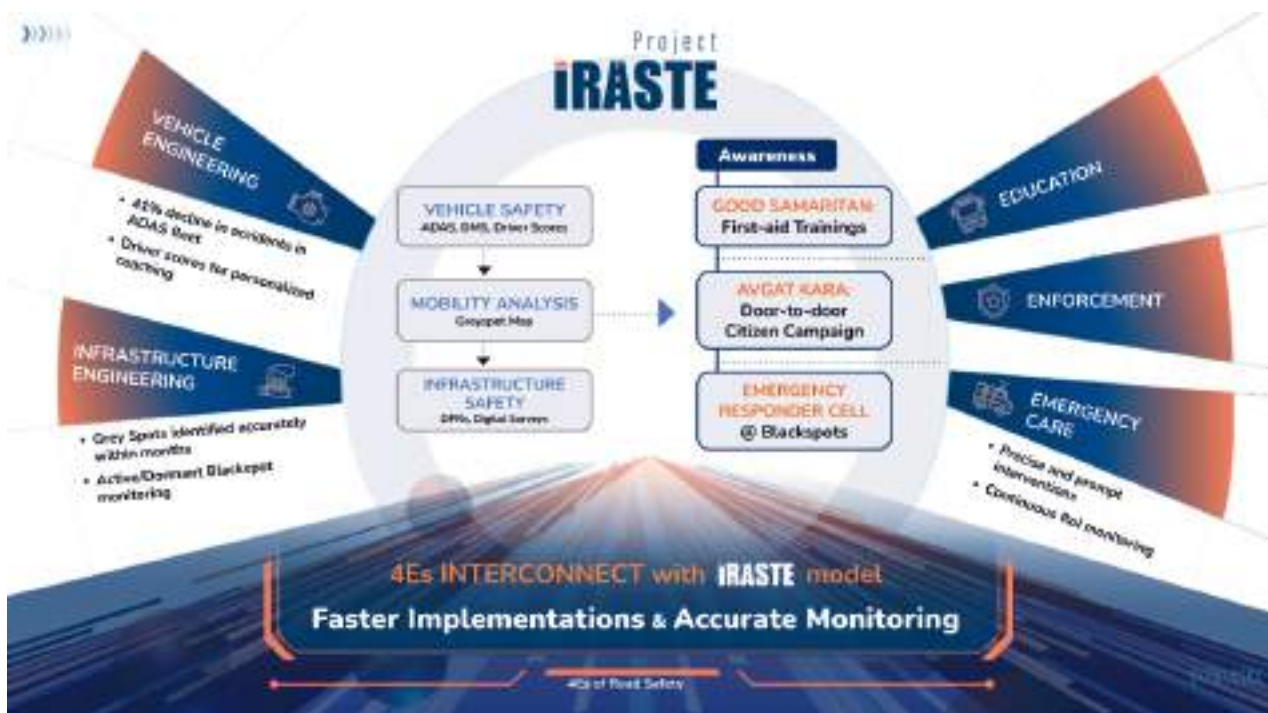 Project
iRASTE
VEHICLE
ENGINEERING
• 41% decline in accidents in
ADAS fleet
• Driver scores for personalized
coaching
INFRASTRUCTURE
ENGINEERING
• Grey Spots identified accurately
within months
• Active/Dormant Blackspot
monitoring
VEHICLE SAFETY
ADAS, DMS, Driver Scores
MOBILITY ANALYSIS
Greyspot Map
INFRASTRUCTURE
SAFETY
DPRs, Digital Surveys
Awareness
GOOD SAMARITAN:
First-aid Trainings
AVGAT KARA:
Door-to-door
Citizen Campaign
EMERGENCY
RESPONDER CELL
@ Blackspots
EDUCATION
ENFORCEMENT
EMERGENCY
CARE
• Precise and prompt
interventions
• Continuous RoI monitoring
4Es INTERCONNECT with iRASTE model
Faster Implementations & Accurate Monitoring
4Es of Road Safety